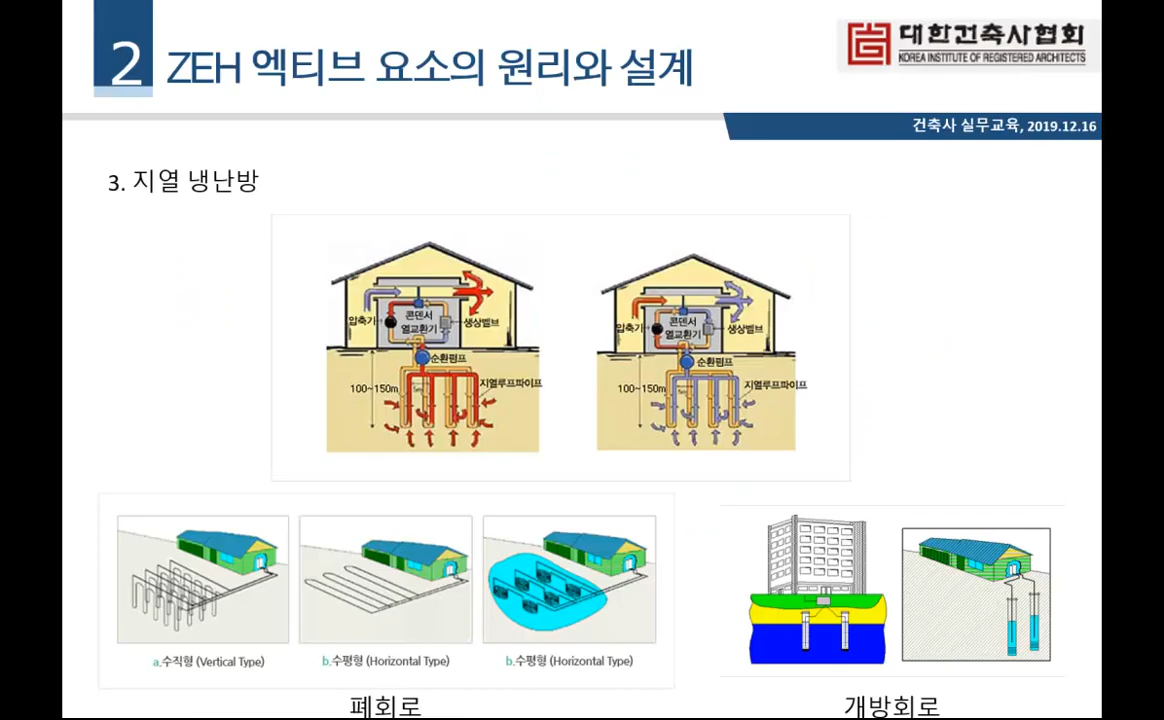 2 ZEH 엑티브 요소의 원리와 설계
대한건축사협회
KOREA INSTITUTE OF REGISTERED ARCHITECTS
건축사 실무교육, 2019.12.16
3. 지열 냉난방
콘덴서
압축기
열교환기
생상벨브
순환펌프
100~150m
지열루프파이프
콘덴서
압축기
열교환기
생상벨브
순환펌프
100~150m
지열루프파이프
a.수직형 (Vertical Type)
b.수평형 (Horizontal Type)
b.수평형 (Horizontal Type)
폐회로
개방회로